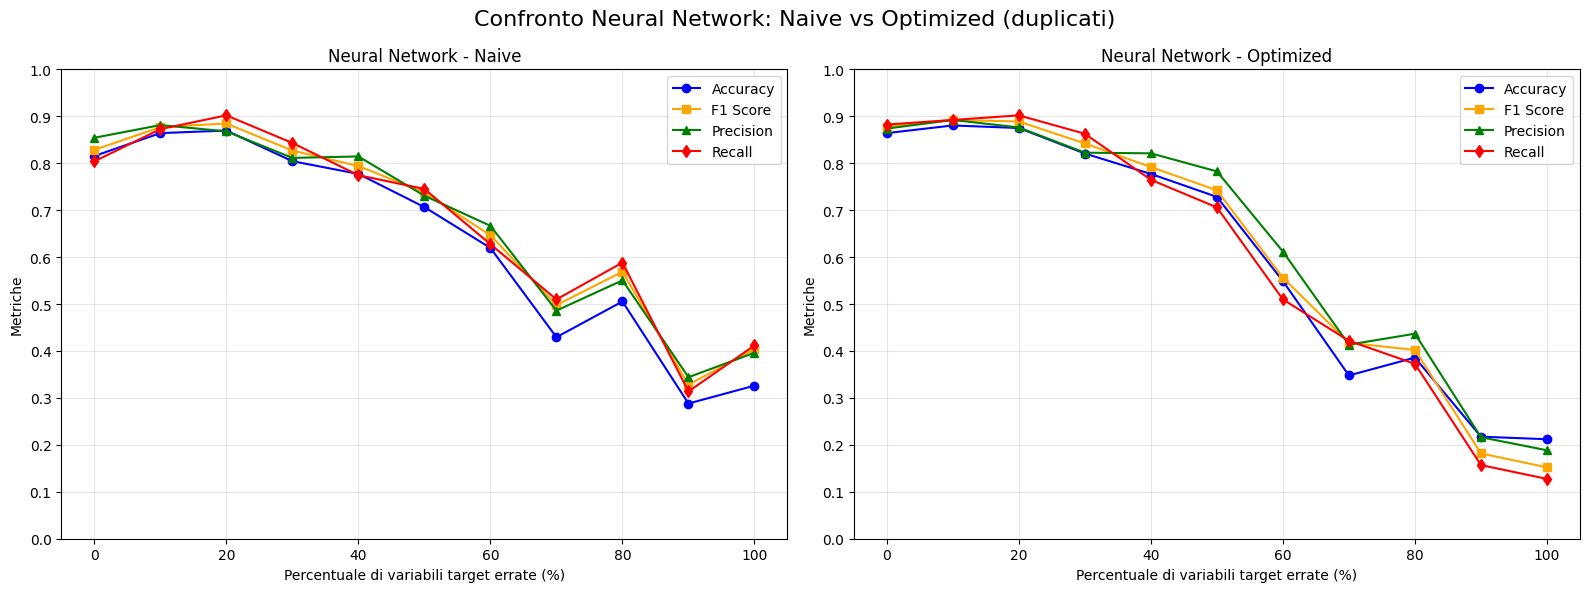 Confronto Neural Network: Naive vs Optimized (duplicati)
Neural Network - Naive
1.0
0.9
0.8
0.7
0.6
0.5
0.4
0.3
0.2
0.1
0.0
Metriche
0 20 40 60 80 100
Percentuale di variabili target errate (%)
Accuracy
F1 Score
Precision
Recall
Neural Network - Optimized
1.0
0.9
0.8
0.7
0.6
0.5
0.4
0.3
0.2
0.1
0.0
Metriche
0 20 40 60 80 100
Percentuale di variabili target errate (%)
Accuracy
F1 Score
Precision
Recall